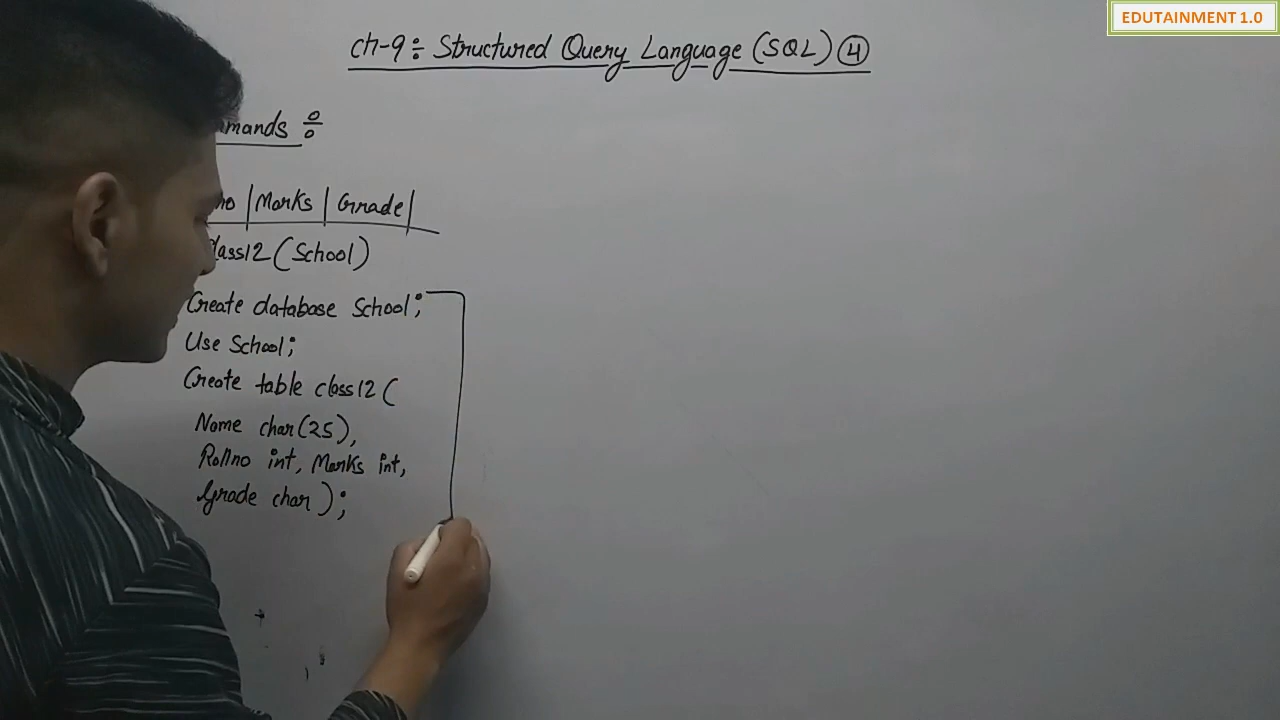 EDUTAINMENT 1.0
Ch-9÷ Structured Query Language (SQL) ④
mands ÷
no | Marks | Grade |
lass12 (School)
Create database School;
Use School;
Create table class12 (
Name char(25),
Rollno int, Marks int,
Grade char);